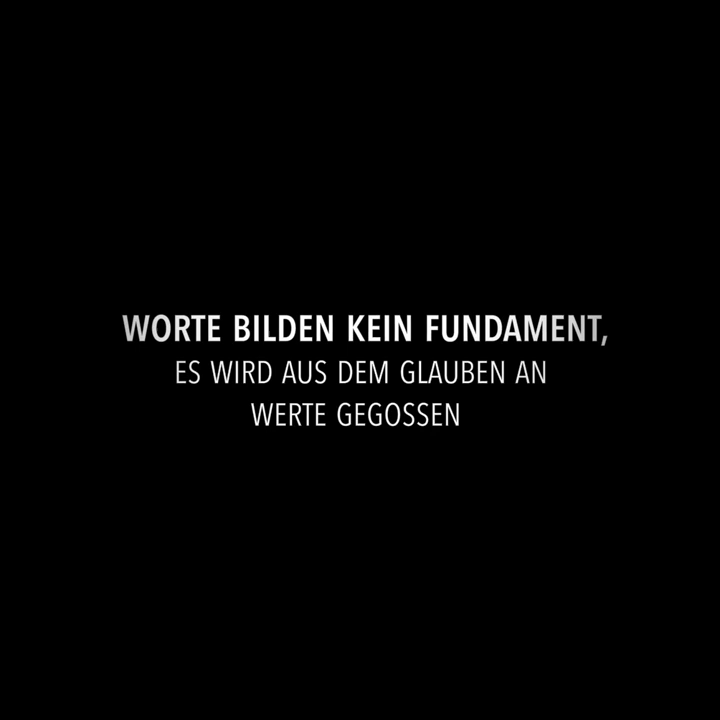 WORTE BILDEN KEIN FUNDAMENT,
ES WIRD AUS DEM GLAUBEN AN
WERTE GEGOSSEN